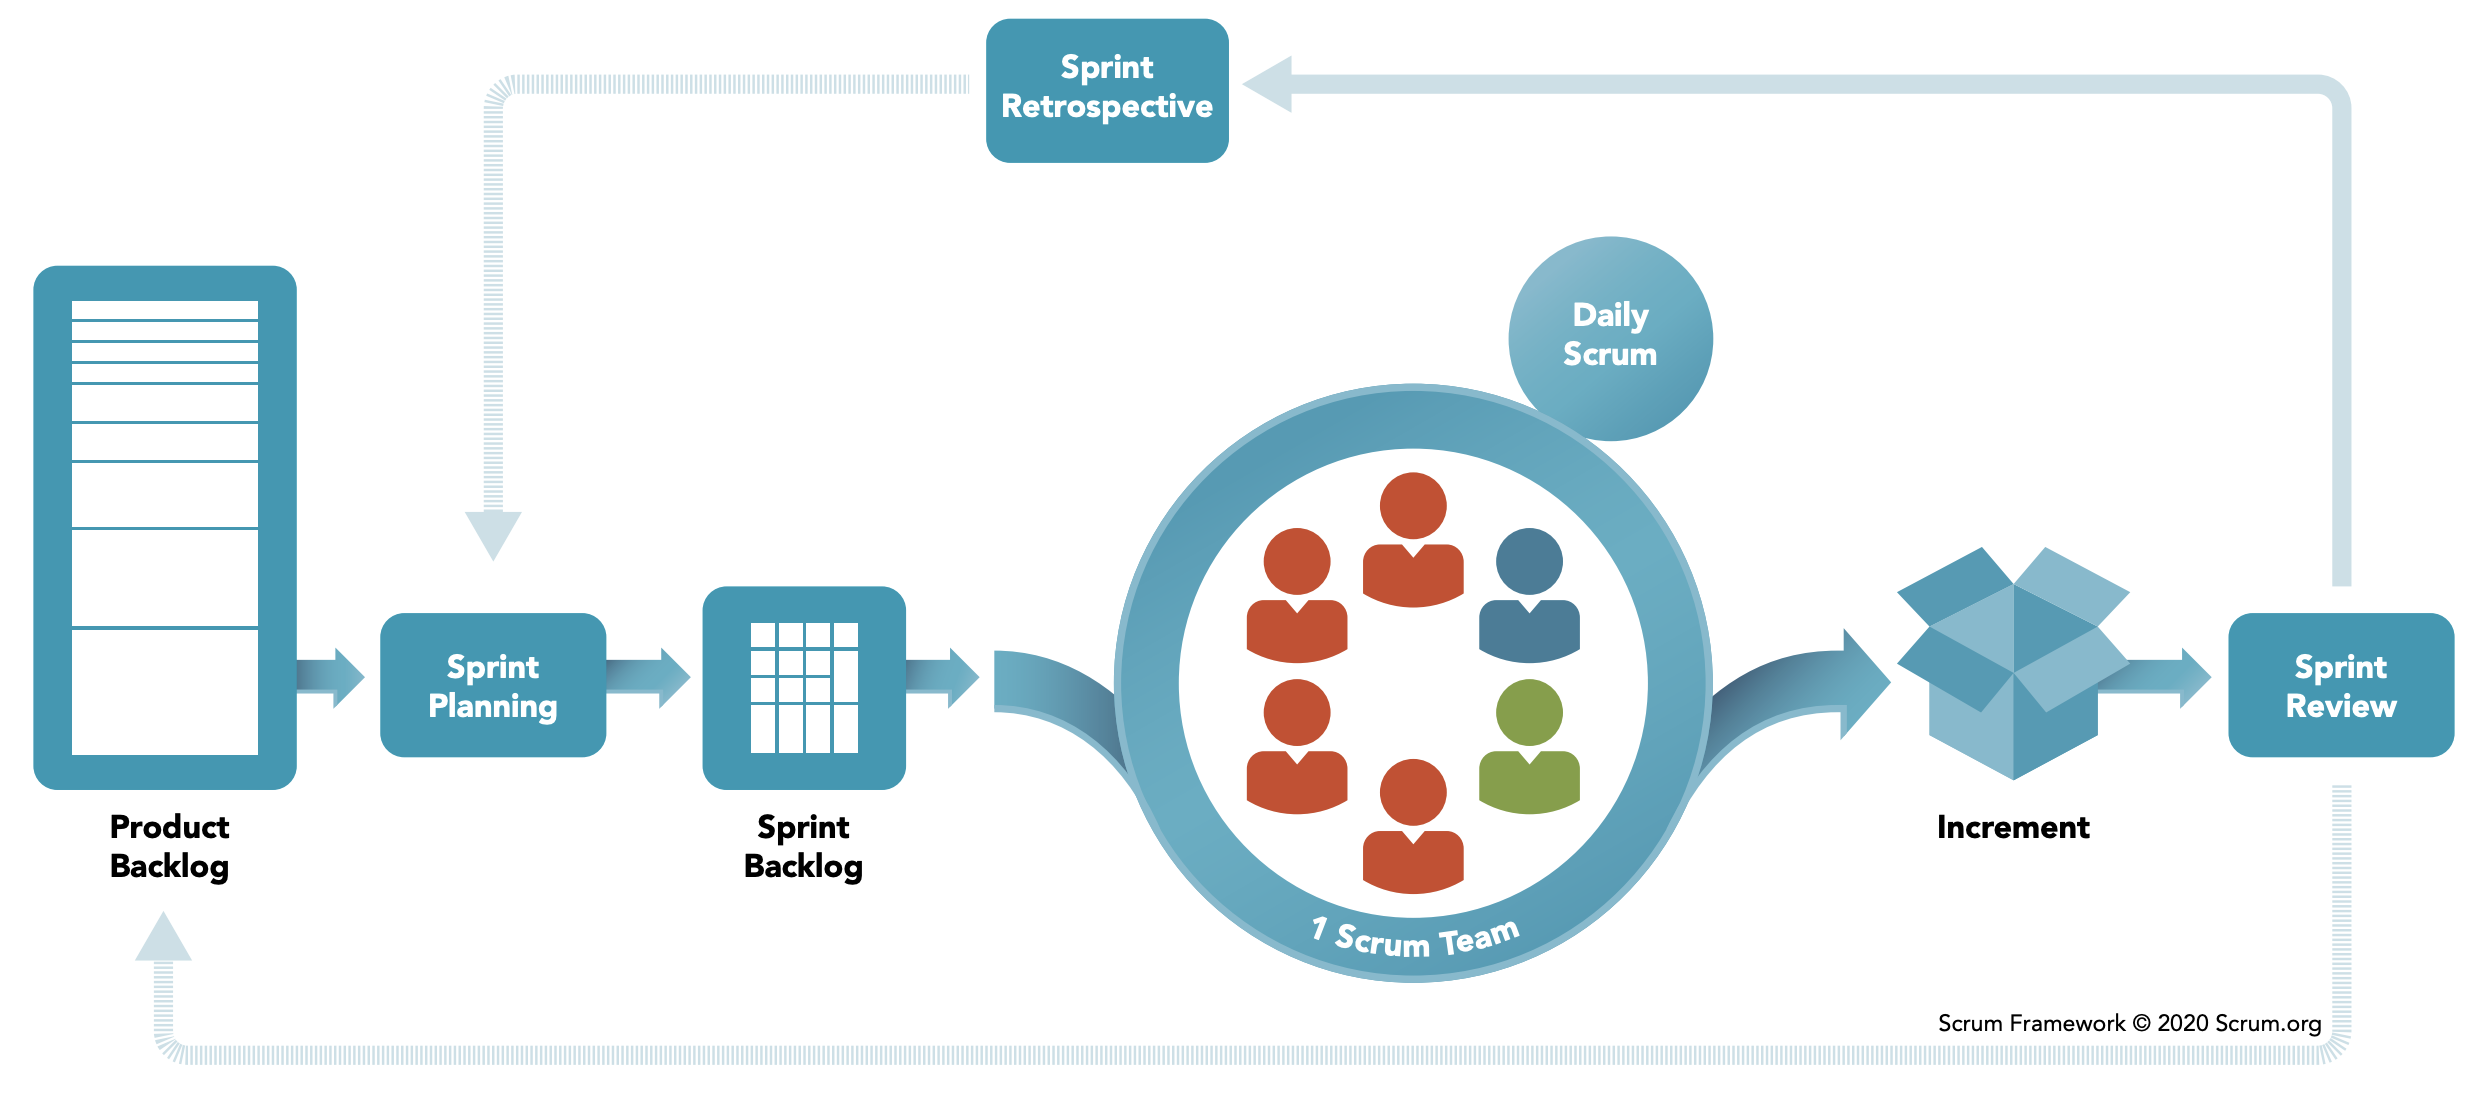 Sprint
Retrospective
Daily
Scrum
Sprint
Planning
Sprint
Review
Product
Backlog
Sprint
Backlog
Increment
1 Scrum Team
Scrum Framework © 2020 Scrum.org